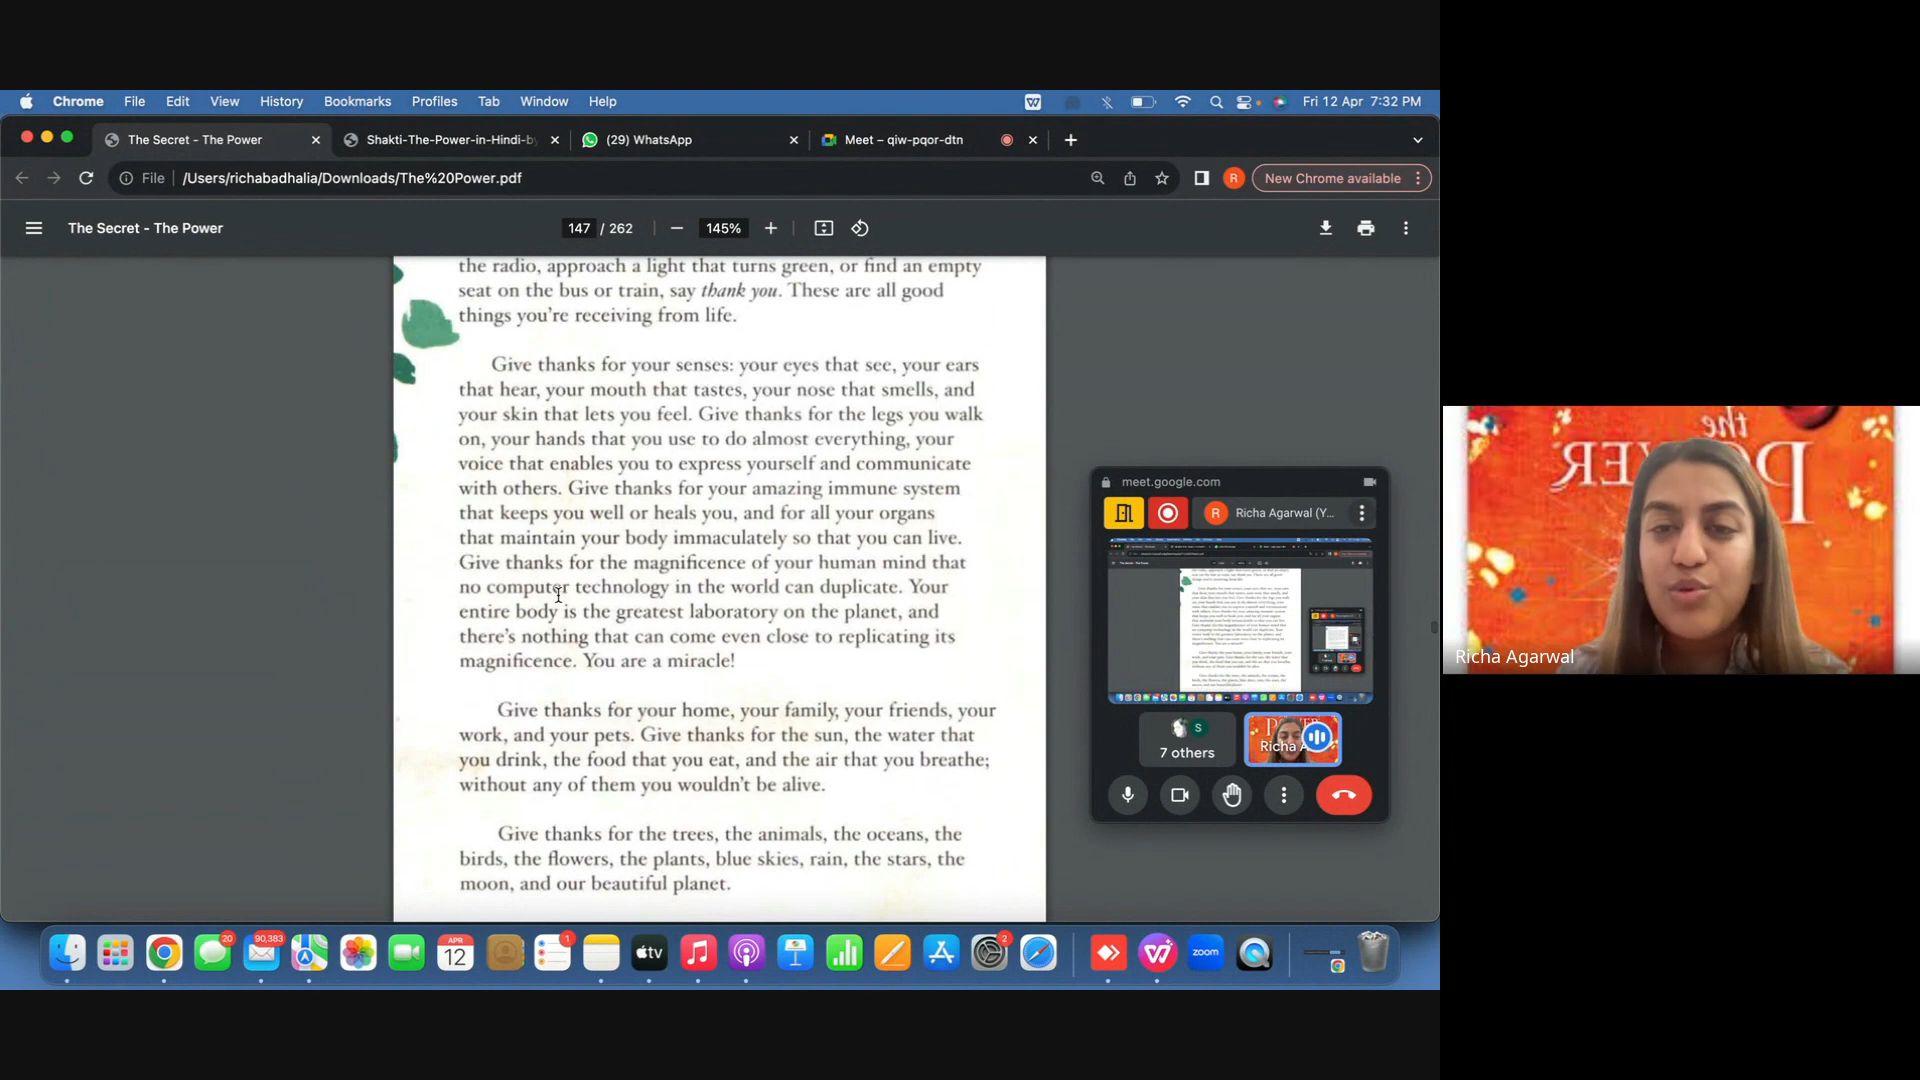 Chrome File Edit View History Bookmarks Profiles Tab Window Help Fri 12 Apr 7:32 PM
The Secret - The Power Shakti-The-Power-in-Hindi-b (29) WhatsApp Meet – qiw-pqor-dtn
File /Users/richabadhalia/Downloads/The%20Power.pdf R New Chrome available
The Secret - The Power 147 / 262 145%
the radio, approach a light that turns green, or find an empty
seat on the bus or train, say thank you. These are all good
things you're receiving from life.
Give thanks for your senses: your eyes that see, your ears
that hear, your mouth that tastes, your nose that smells, and
your skin that lets you feel. Give thanks for the legs you walk
on, your hands that you use to do almost everything, your
voice that enables you to express yourself and communicate
with others. Give thanks for your amazing immune system
that keeps you well or heals you, and for all your organs
that maintain your body immaculately so that you can live.
Give thanks for the magnificence of your human mind that
no computer technology in the world can duplicate. Your
entire body is the greatest laboratory on the planet, and
there's nothing that can come even close to replicating its
magnificence. You are a miracle!
Give thanks for your home, your family, your friends, your
work, and your pets. Give thanks for the sun, the water that
you drink, the food that you eat, and the air that you breathe;
without any of them you wouldn't be alive.
Give thanks for the trees, the animals, the oceans, the
birds, the flowers, the plants, blue skies, rain, the stars, the
moon, and our beautiful planet.
meet.google.com
R Richa Agarwal (Y...
S
7 others
Richa A
the
POWER
Richa Agarwal
20 90,383 APR 12 1 tv 2 zoom